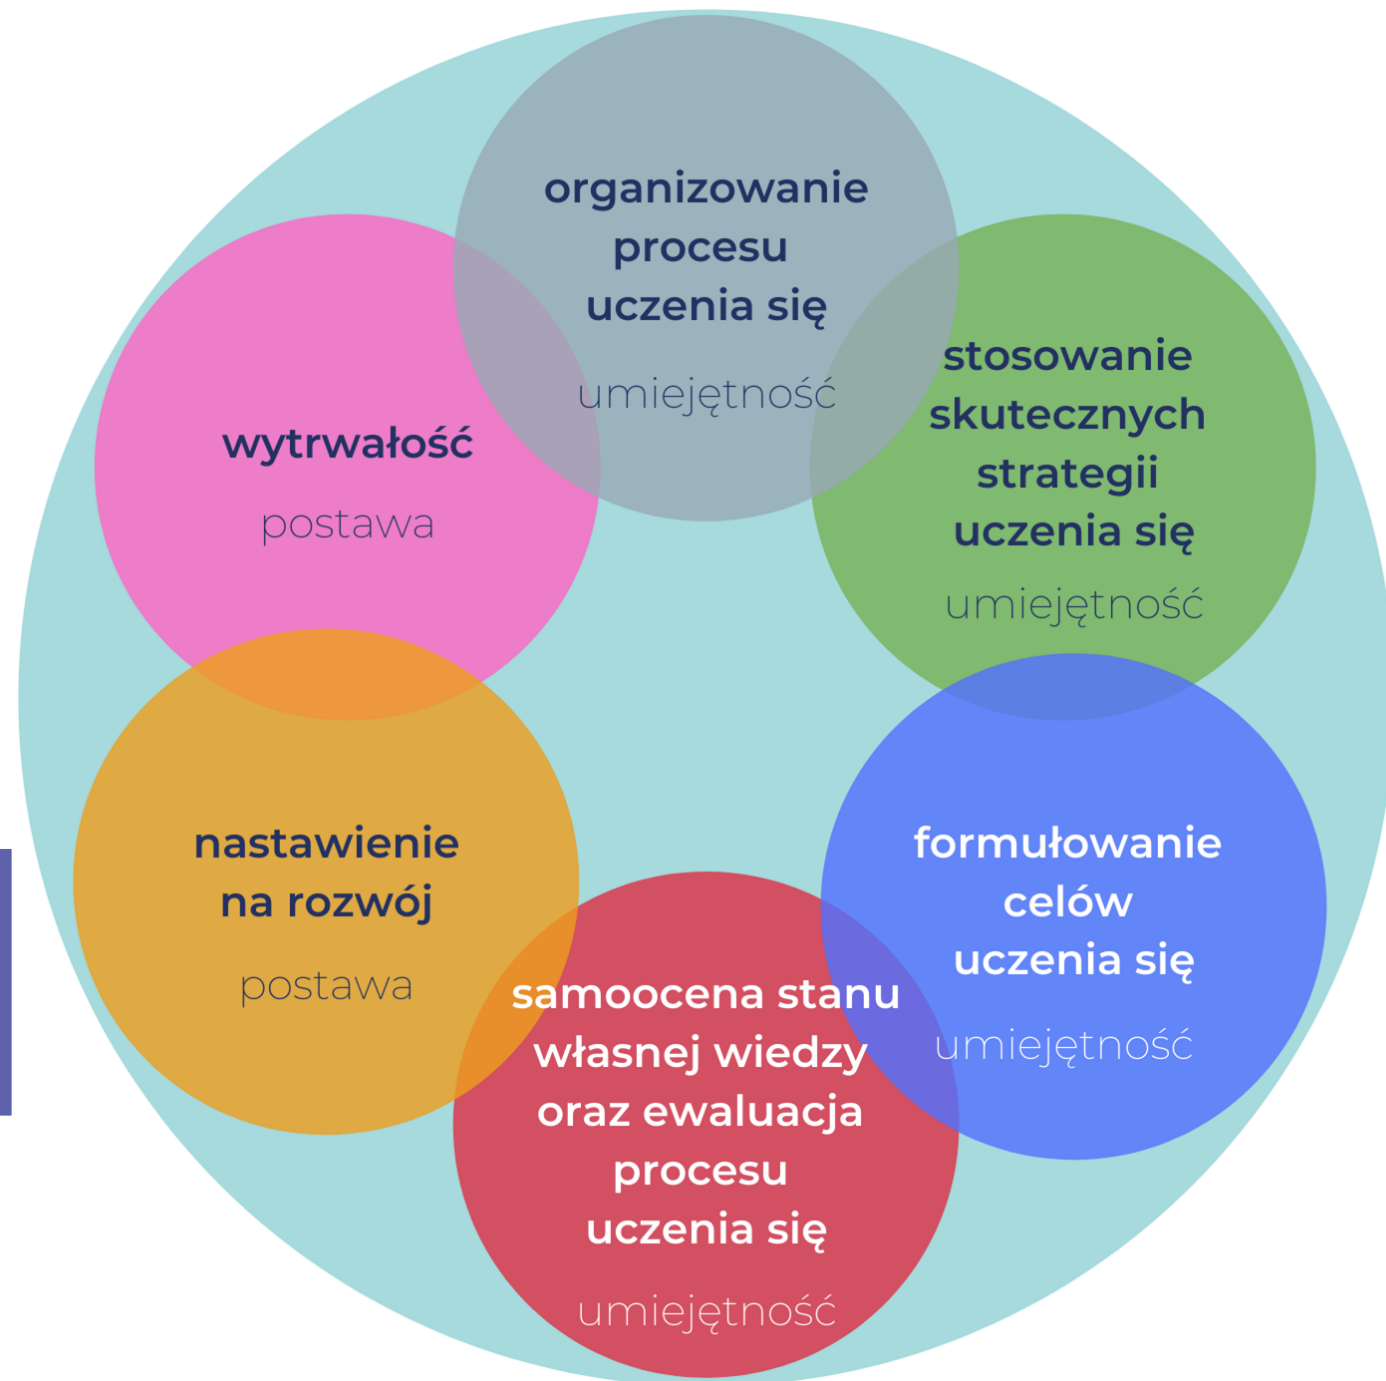 organizowanie
procesu
uczenia się
umiejętność
stosowanie
skutecznych
strategii
uczenia się
umiejętność
formułowanie
celów
uczenia się
umiejętność
samoocena stanu
własnej wiedzy
oraz ewaluacja
procesu
uczenia się
umiejętność
nastawienie
na rozwój
postawa
wytrwałość
postawa